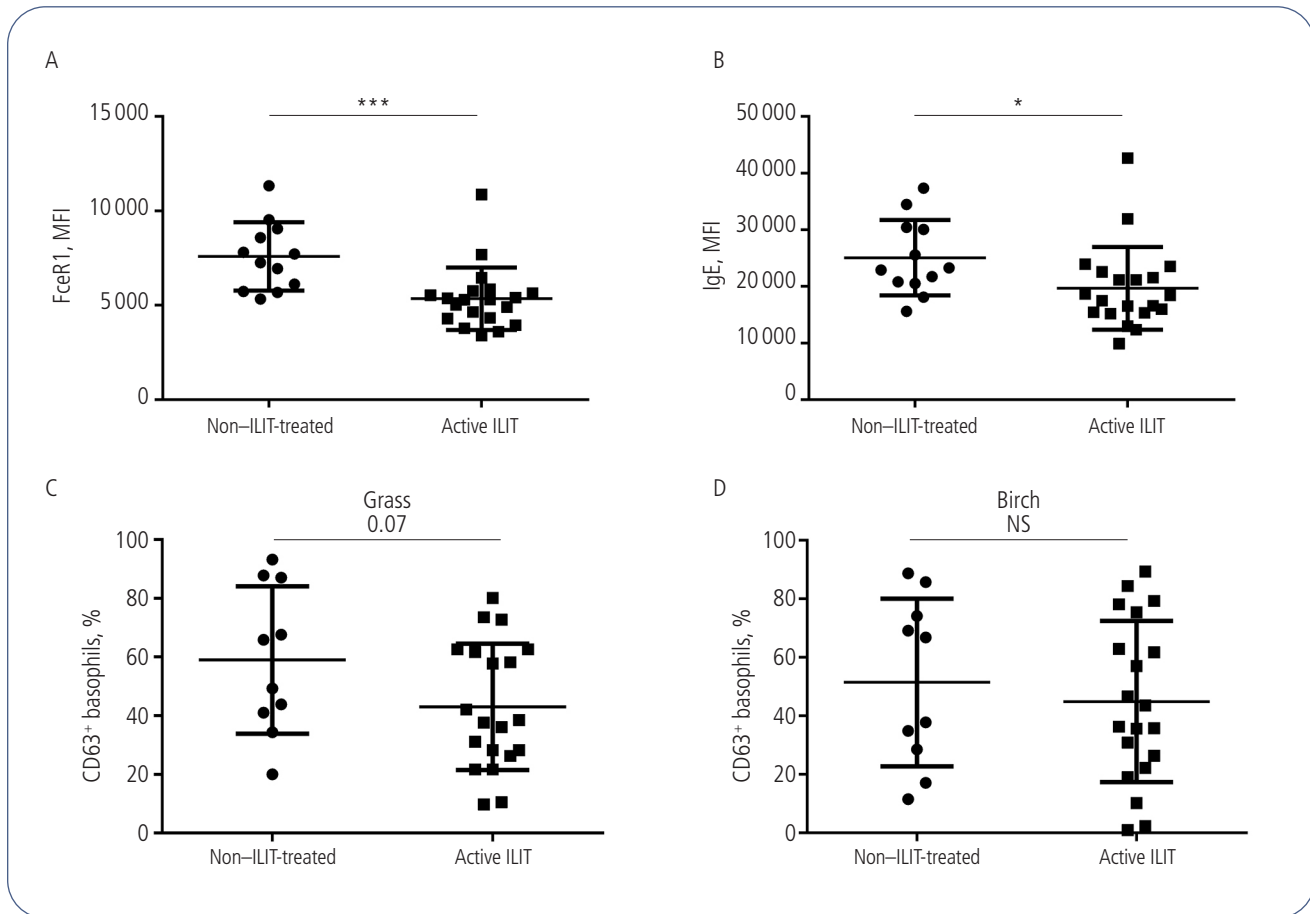 A
***
15 000
10 000
5000
0
FceR1, MFI
Non–ILIT-treated
Active ILIT
B
*
50 000
40 000
30 000
20 000
10 000
0
IgE, MFI
Non–ILIT-treated
Active ILIT
C
Grass
0.07
100
80
60
40
20
0
CD63+ basophils, %
Non–ILIT-treated
Active ILIT
D
Birch
NS
100
80
60
40
20
0
CD63+ basophils, %
Non–ILIT-treated
Active ILIT